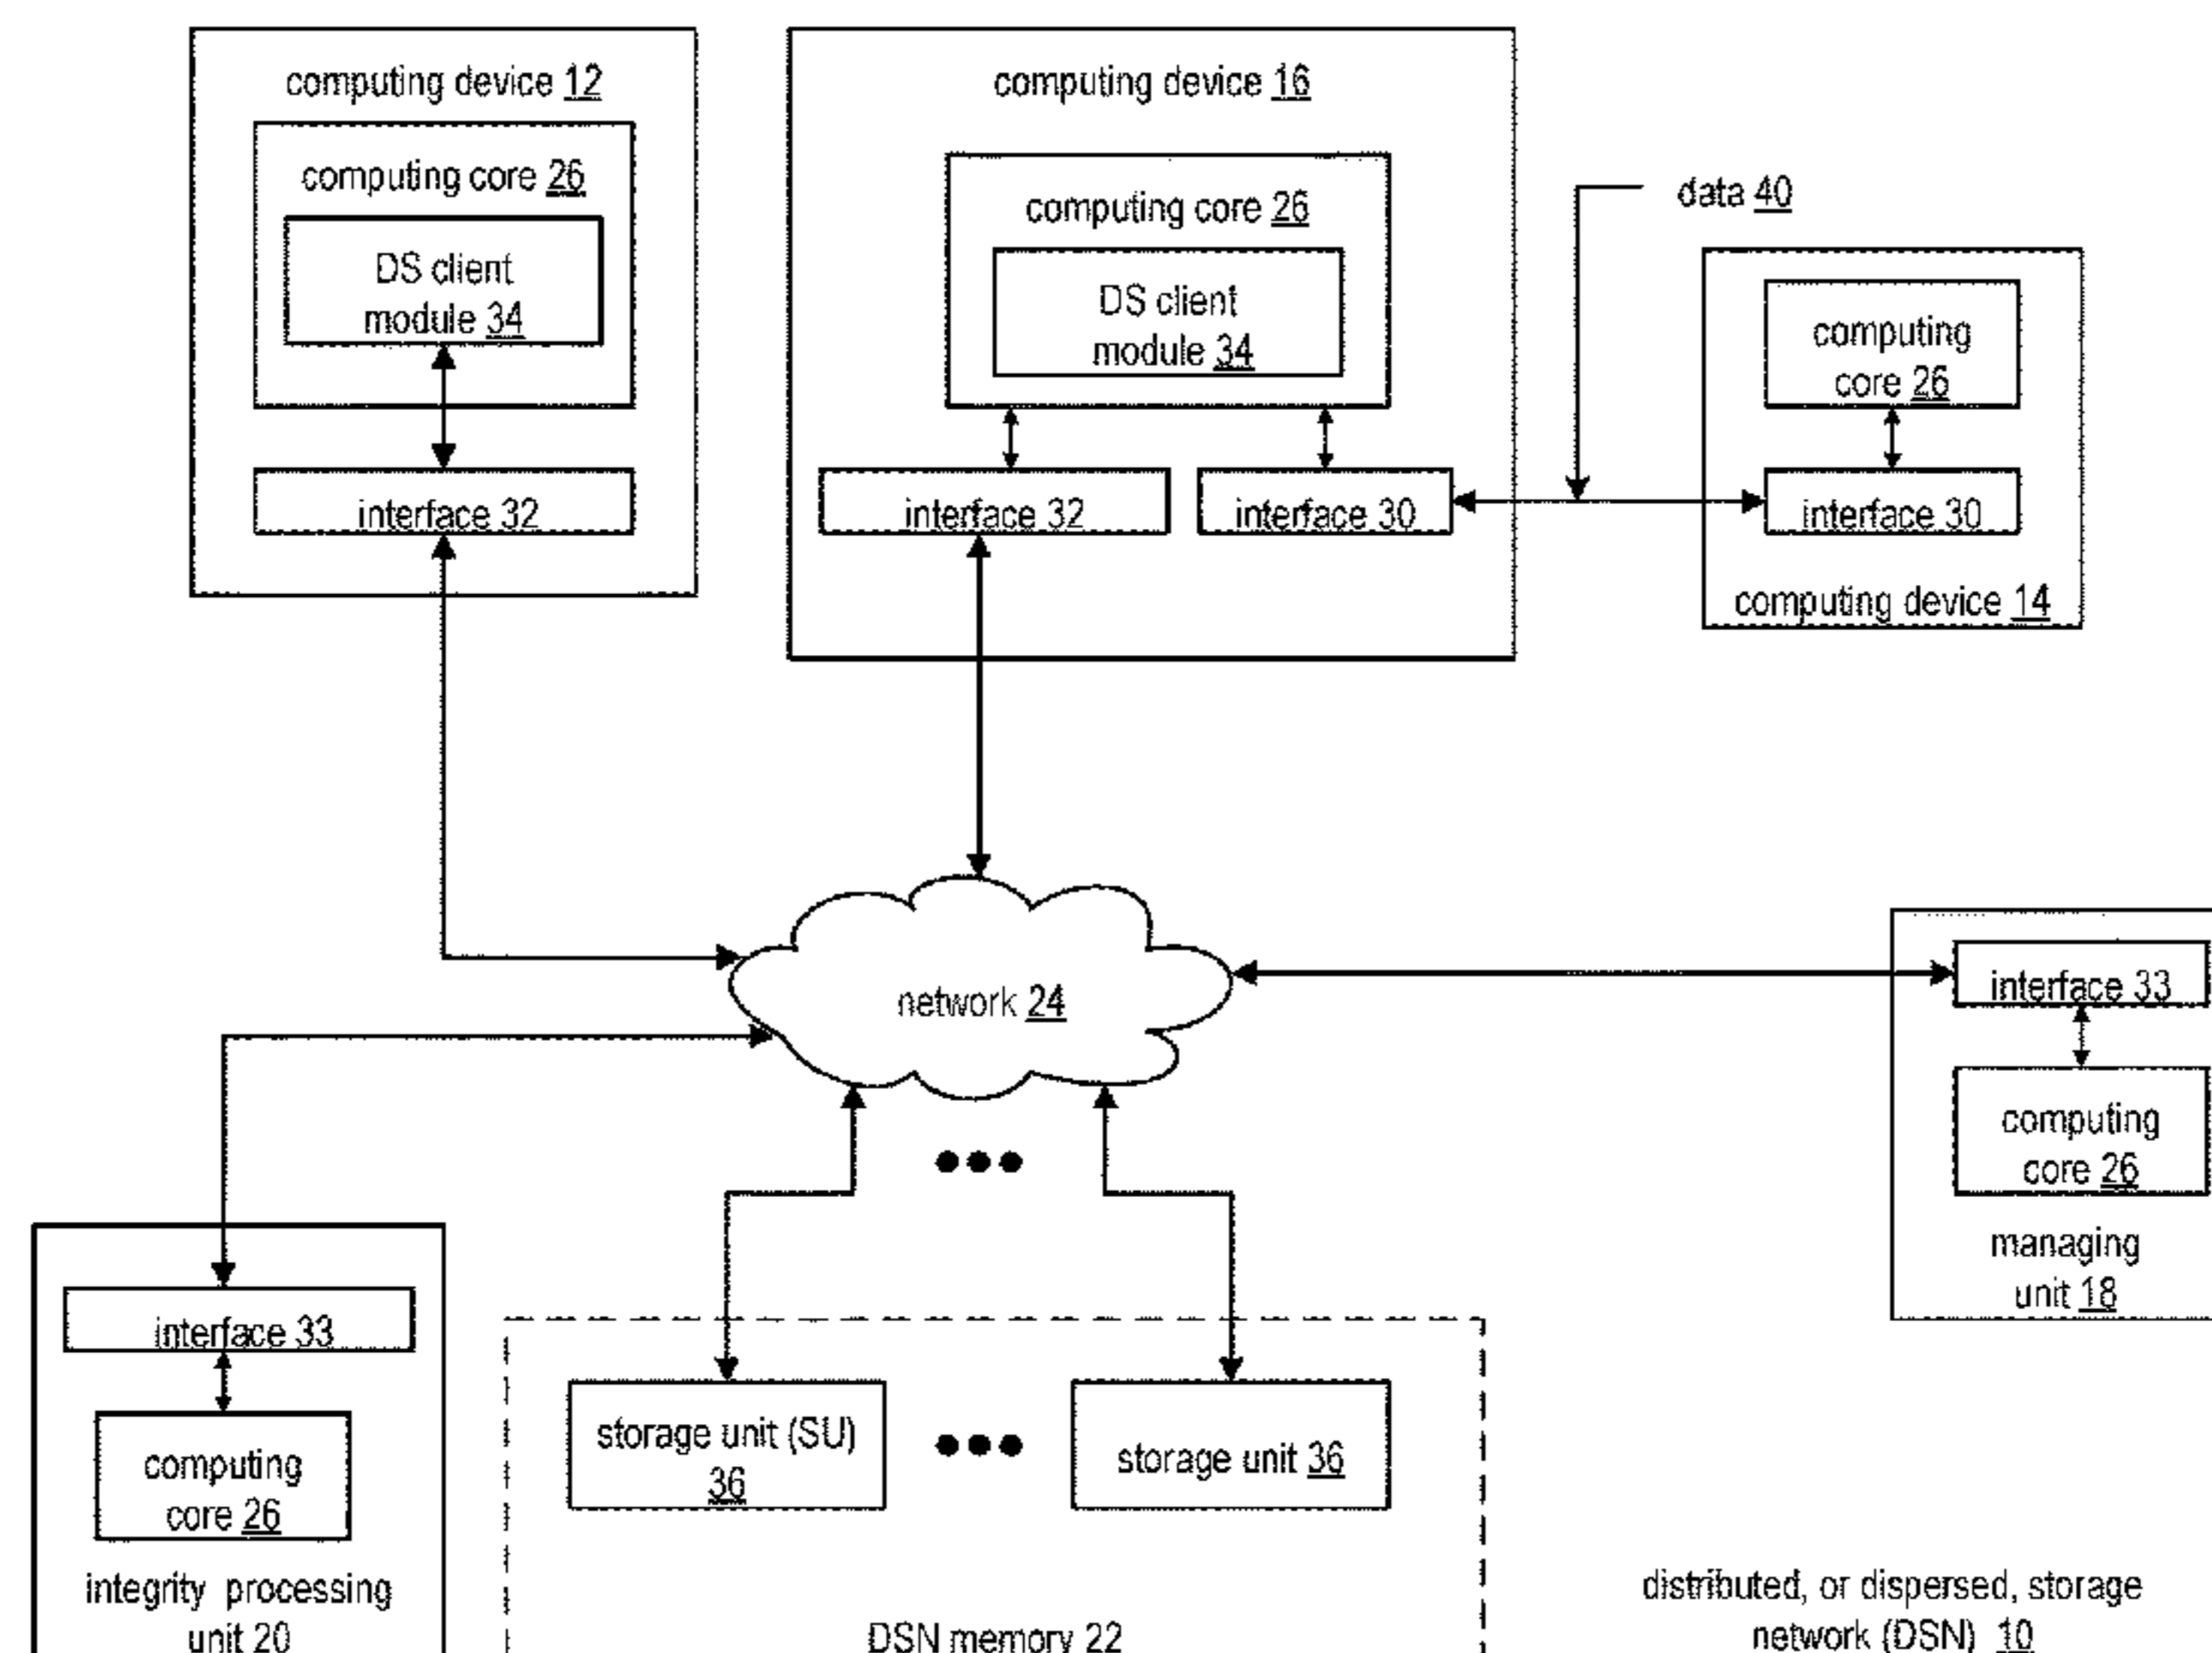 computing device 12
computing core 26
DS client
module 34
interface 32
computing device 16
computing core 26
DS client
module 34
interface 32
interface 30
data 40
computing
core 26
interface 30
computing device 14
network 24
interface 33
computing
core 26
managing
unit 18
interface 33
computing
core 26
integrity processing
unit 20
storage unit (SU)
36
storage unit 36
DSN memory 22
distributed, or dispersed, storage
network (DSN) 10